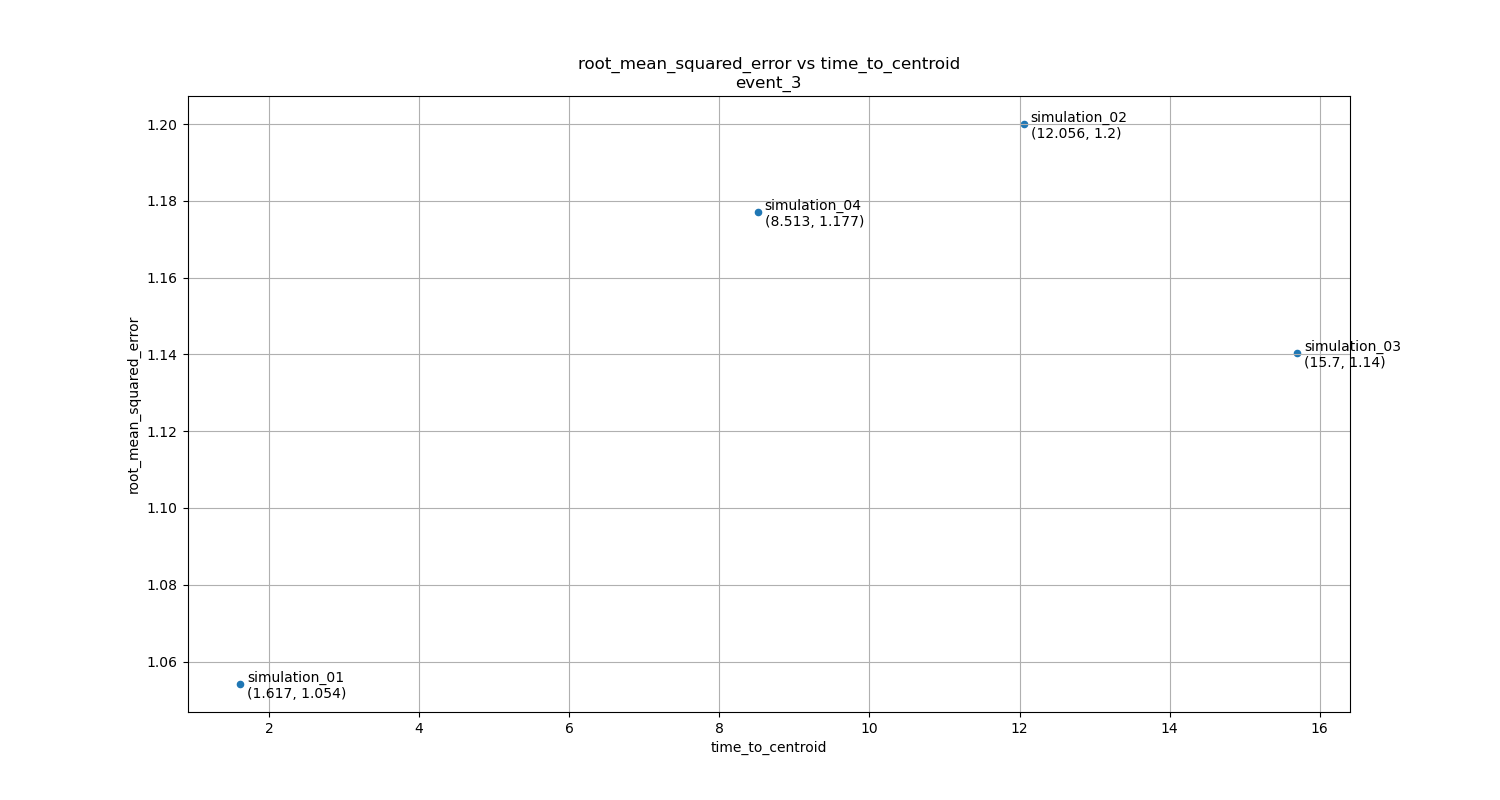 root_mean_squared_error vs time_to_centroid
event_3
root_mean_squared_error
1.20
1.18
1.16
1.14
1.12
1.10
1.08
1.06
simulation_02
(12.056, 1.2)
simulation_04
(8.513, 1.177)
simulation_03
(15.7, 1.14)
simulation_01
(1.617, 1.054)
2 4 6 8 10 12 14 16
time_to_centroid